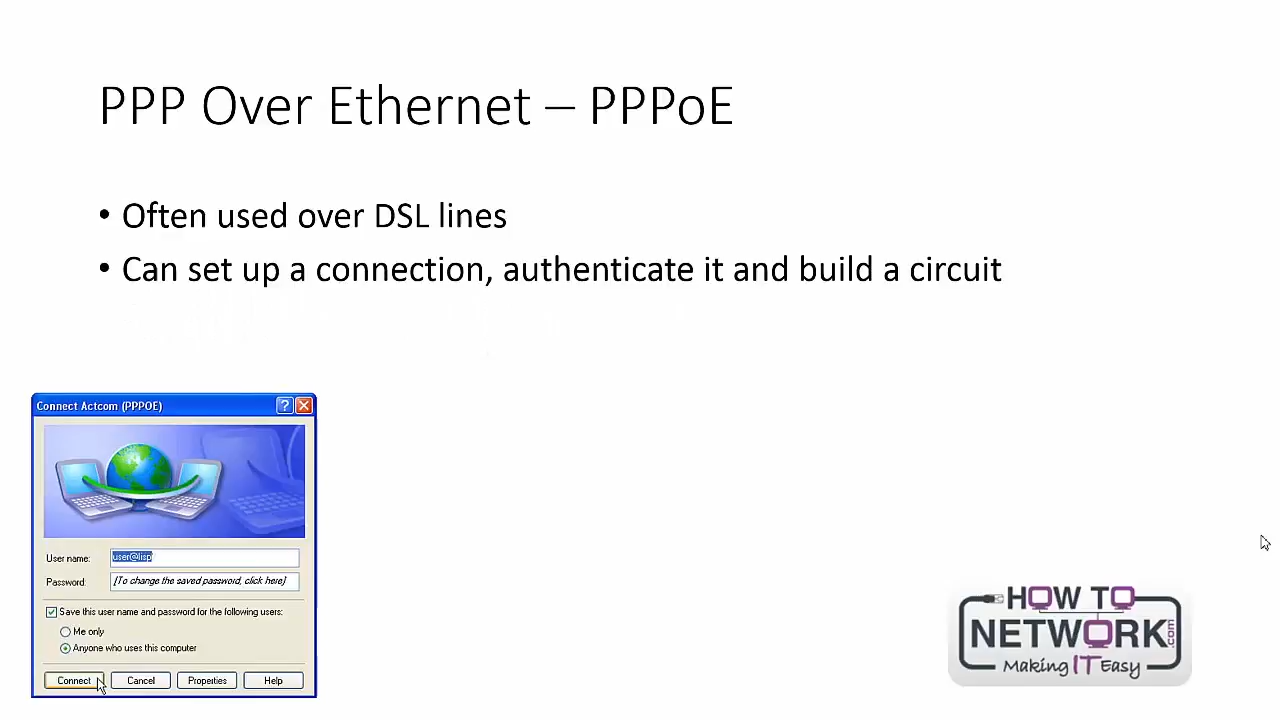 PPP Over Ethernet – PPPoE
• Often used over DSL lines
• Can set up a connection, authenticate it and build a circuit
Connect Actcom (PPPOE)
User name: user@lisp
Password: [To change the saved password, click here]
Save this user name and password for the following users:
Me only
Anyone who uses this computer
Connect Cancel Properties Help
HOW TO
NETWORK.com
Making IT Easy